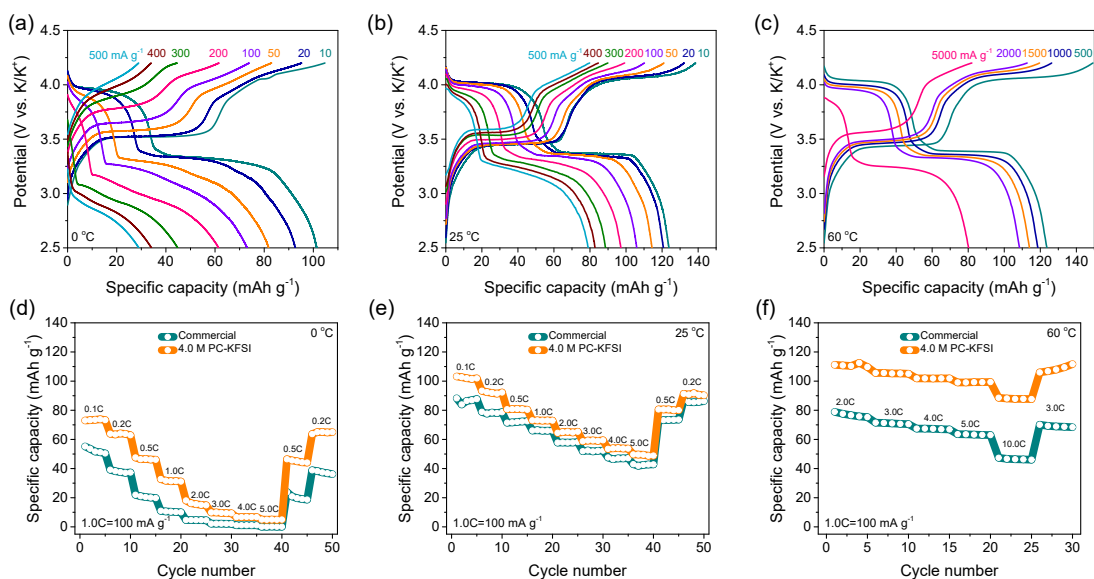 (a)
500 mA g⁻¹ 400 300 200 100 50 20 10
4.5
4.0
3.5
3.0
2.5
Potential (V vs. K/K⁺)
0 °C
0 20 40 60 80 100
Specific capacity (mAh g⁻¹)
(b)
500 mA g⁻¹ 400 300 200 100 50 20 10
4.5
4.0
3.5
3.0
2.5
Potential (V vs. K/K⁺)
25 °C
0 20 40 60 80 100 120 140
Specific capacity (mAh g⁻¹)
(c)
5000 mA g⁻¹ 2000 1500 1000 500
4.5
4.0
3.5
3.0
2.5
Potential (V vs. K/K⁺)
60 °C
0 30 60 90 120 150
Specific capacity (mAh g⁻¹)
(d)
140
120
100
80
60
40
20
0
Specific capacity (mAh g⁻¹)
Commercial
4.0 M PC-KFSI
0 °C
0.1C
0.2C
0.5C
1.0C
2.0C
3.0C
4.0C
5.0C
0.5C
0.2C
1.0C=100 mA g⁻¹
0 10 20 30 40 50
Cycle number
(e)
140
120
100
80
60
40
20
0
Specific capacity (mAh g⁻¹)
Commercial
4.0 M PC-KFSI
25 °C
0.1C
0.2C
0.5C
1.0C
2.0C
3.0C
4.0C
5.0C
0.5C
0.2C
1.0C=100 mA g⁻¹
0 10 20 30 40 50
Cycle number
(f)
140
120
100
80
60
40
20
0
Specific capacity (mAh g⁻¹)
Commercial
4.0 M PC-KFSI
60 °C
2.0C
3.0C
4.0C
5.0C
10.0C
3.0C
1.0C=100 mA g⁻¹
0 5 10 15 20 25 30
Cycle number